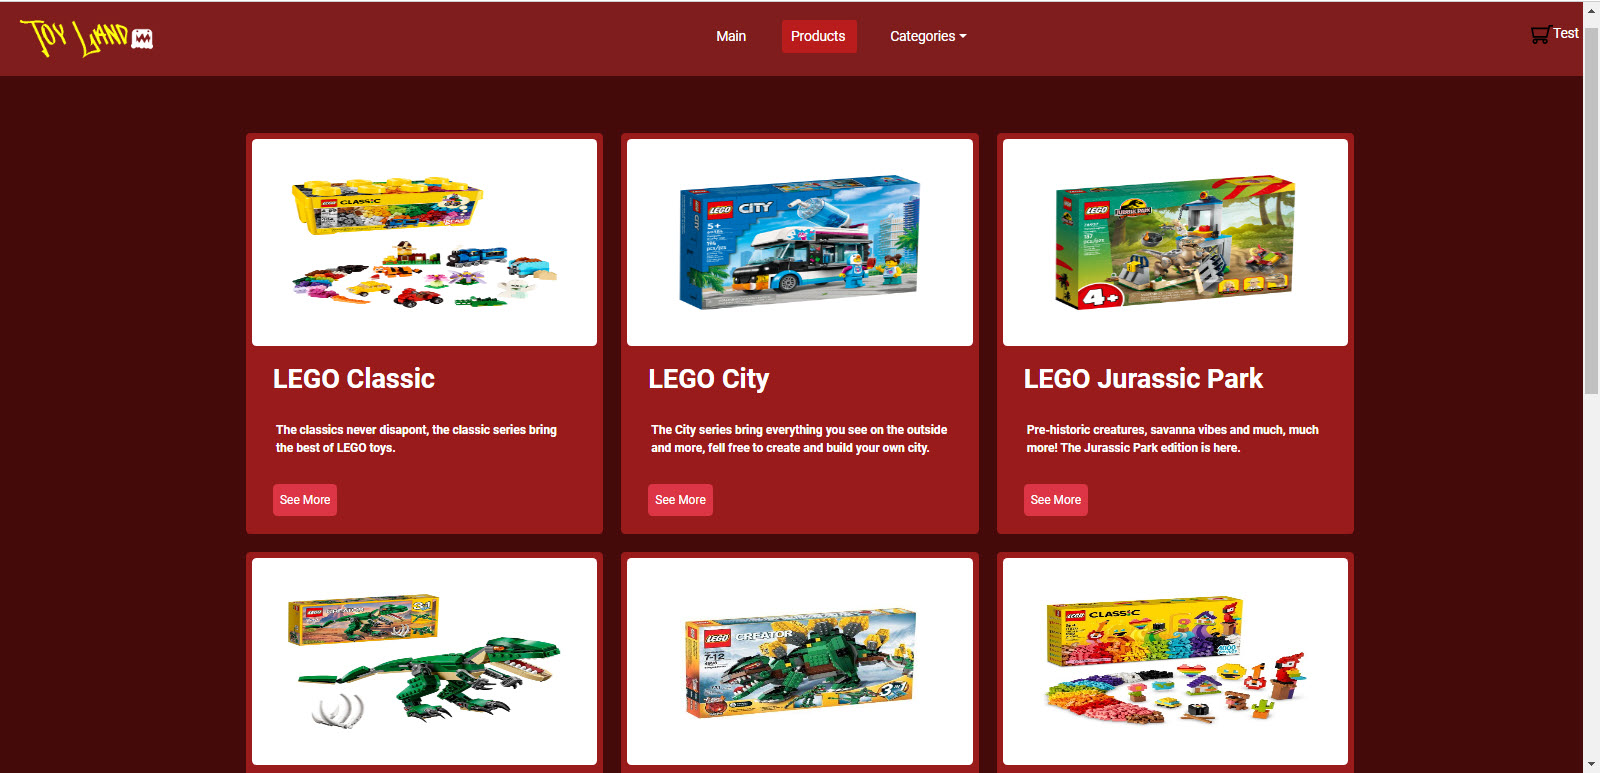 Toy Land
Main
Products
Categories
Test
LEGO CLASSIC
LEGO CITY
5+
LEGO JURASSIC PARK
4+
LEGO Classic
LEGO City
LEGO Jurassic Park
The classics never disapont, the classic series bring
the best of LEGO toys.
The City series bring everything you see on the outside
and more, fell free to create and build your own city.
Pre-historic creatures, savanna vibes and much, much
more! The Jurassic Park edition is here.
See More
See More
See More
LEGO CREATOR
LEGO CREATOR
7-12
LEGO CLASSIC